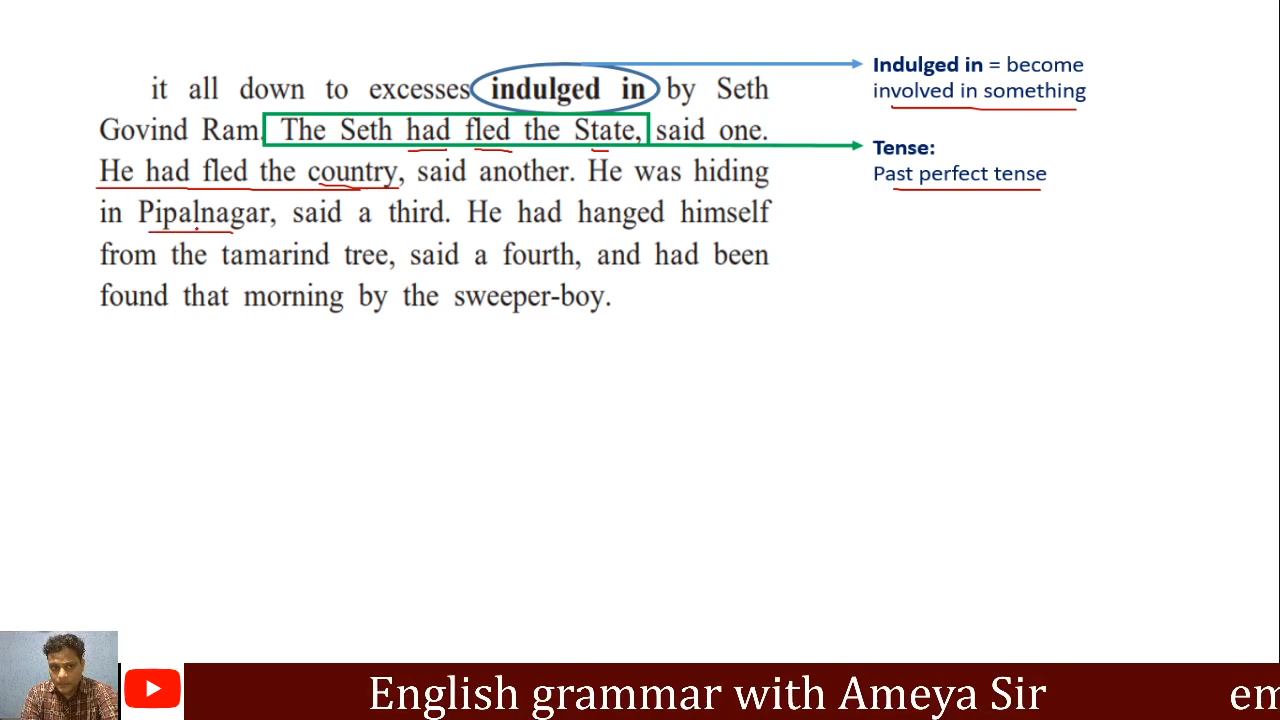 it all down to excesses indulged in by Seth
Govind Ram. The Seth had fled the State, said one.
He had fled the country, said another. He was hiding
in Pipalnagar, said a third. He had hanged himself
from the tamarind tree, said a fourth, and had been
found that morning by the sweeper-boy.
Indulged in = become
involved in something
Tense:
Past perfect tense
English grammar with Ameya Sir